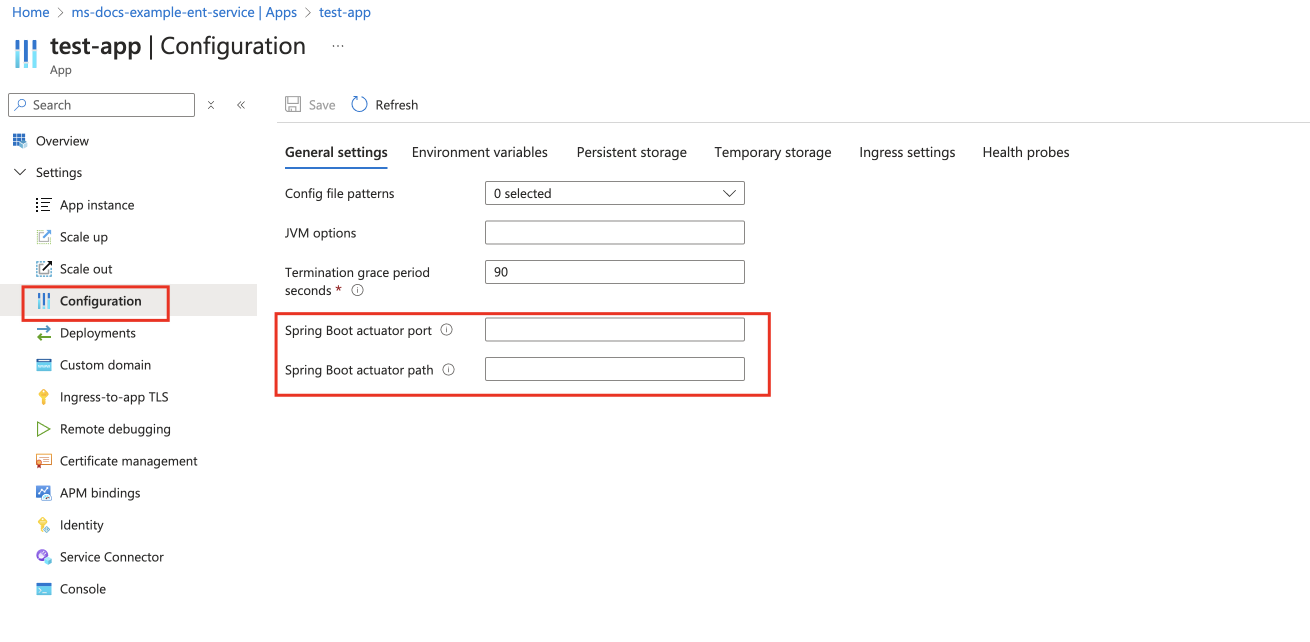 Home > ms-docs-example-ent-service | Apps > test-app
test-app | Configuration ...
App
Search
Save Refresh
Overview
Settings
App instance
Scale up
Scale out
Configuration
Deployments
Custom domain
Ingress-to-app TLS
Remote debugging
Certificate management
APM bindings
Identity
Service Connector
Console
General settings Environment variables Persistent storage Temporary storage Ingress settings Health probes
Config file patterns 0 selected
JVM options
Termination grace period
seconds * 90
Spring Boot actuator port
Spring Boot actuator path